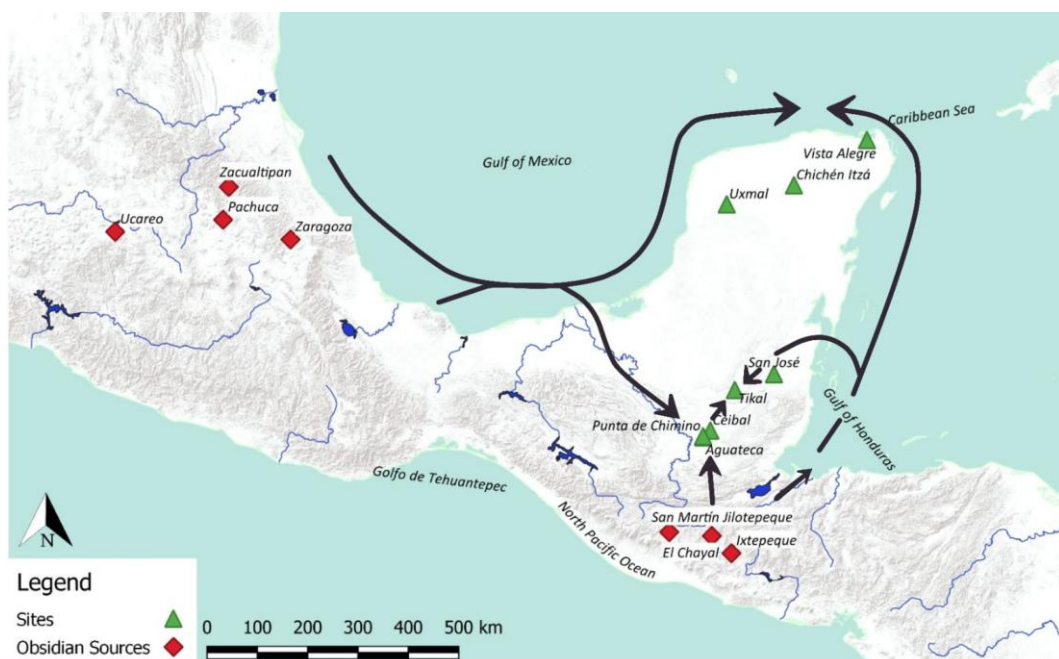 Caribbean Sea
Gulf of Mexico
Vista Alegre
Chichén Itzá
Uxmal
Zacualtipan
Pachuca
Ucareo
Zaragoza
San José
Tikal
Gulf of Honduras
Punta de Chimino
Ceibal
Aguateca
Golfo de Tehuantepec
North Pacific Ocean
San Martín Jilotepeque
El Chayal
Ixtepeque
N
Legend
Sites
Obsidian Sources
0 100 200 300 400 500 km